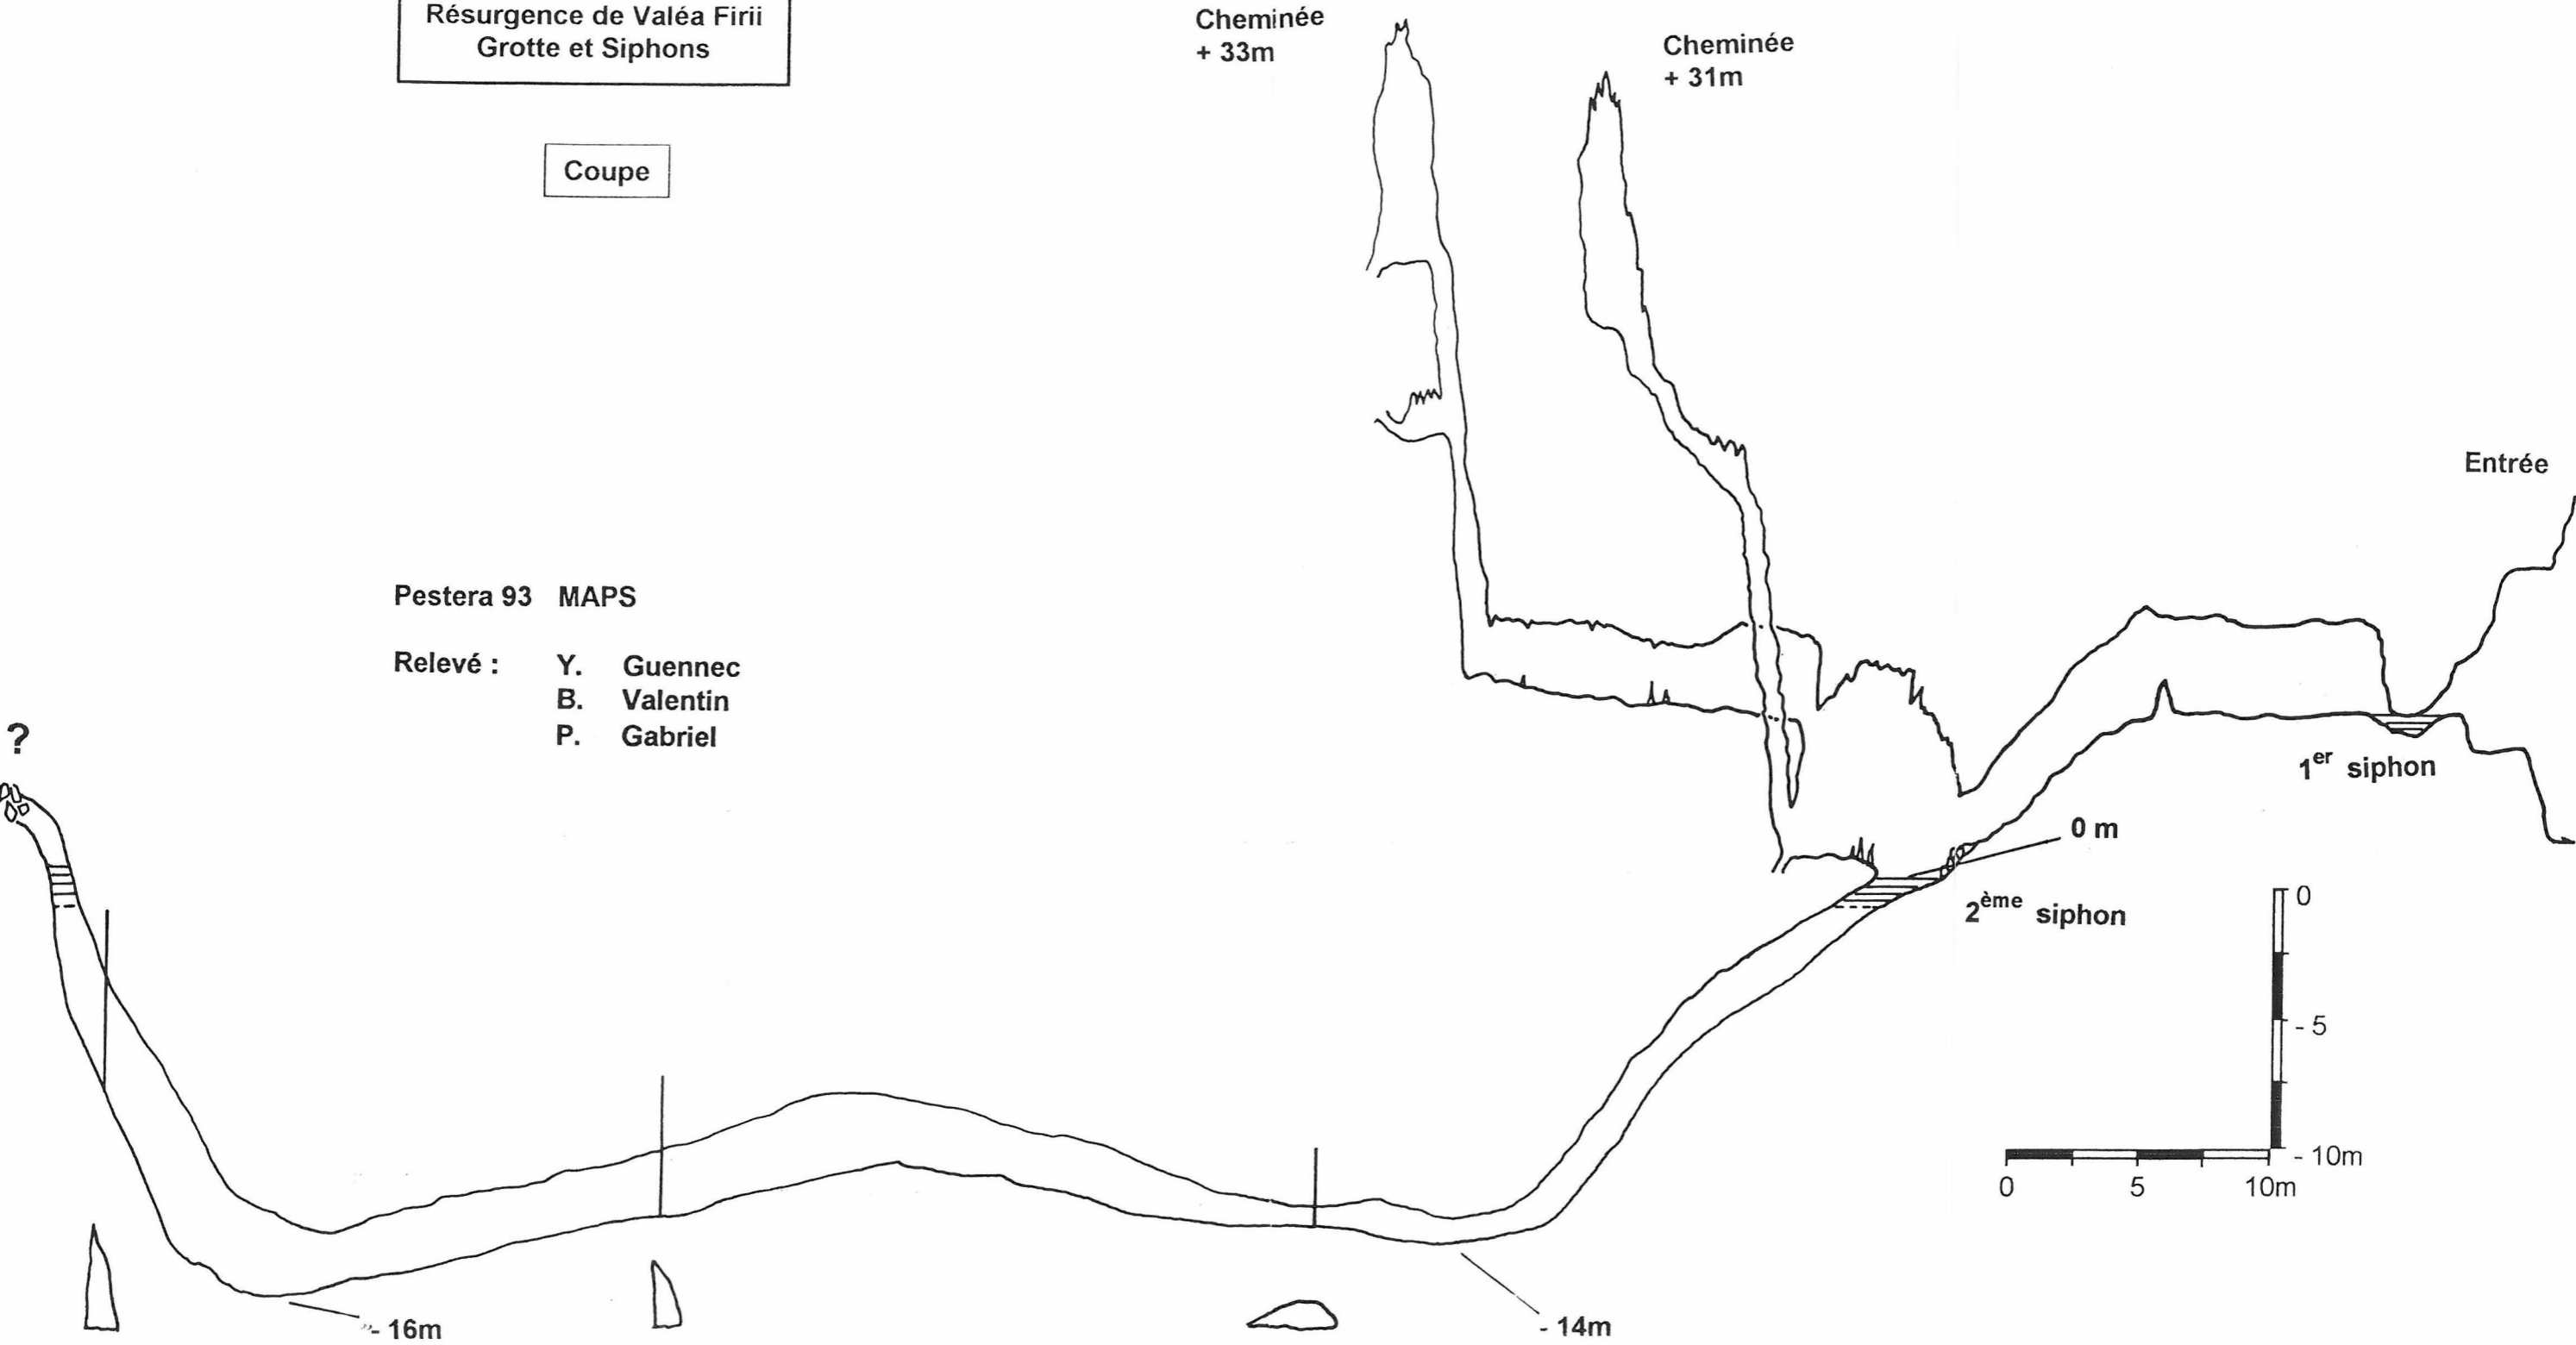 Résurgence de Valéa Firii
Grotte et Siphons
Coupe
Cheminée
+ 33m
Cheminée
+ 31m
Entrée
Pestera 93 MAPS
Relevé : Y. Guennec
B. Valentin
P. Gabriel
?
1er siphon
0 m
2ème siphon
0
- 5
- 10m
0 5 10m
- 16m
- 14m